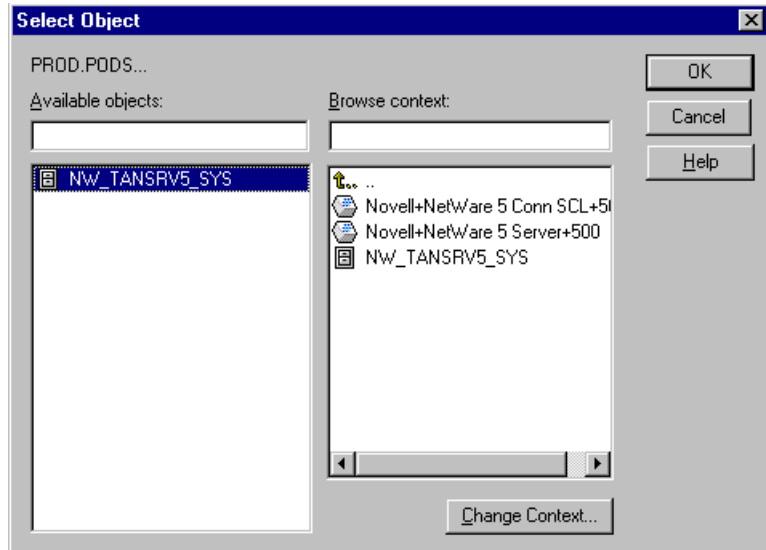 Select Object
PROD.PODS...
Available objects:
Browse context:
OK
Cancel
Help
NW_TANSRV5_SYS
..
Novell+NetWare 5 Conn SCL+50
Novell+NetWare 5 Server+500
NW_TANSRV5_SYS
Change Context...